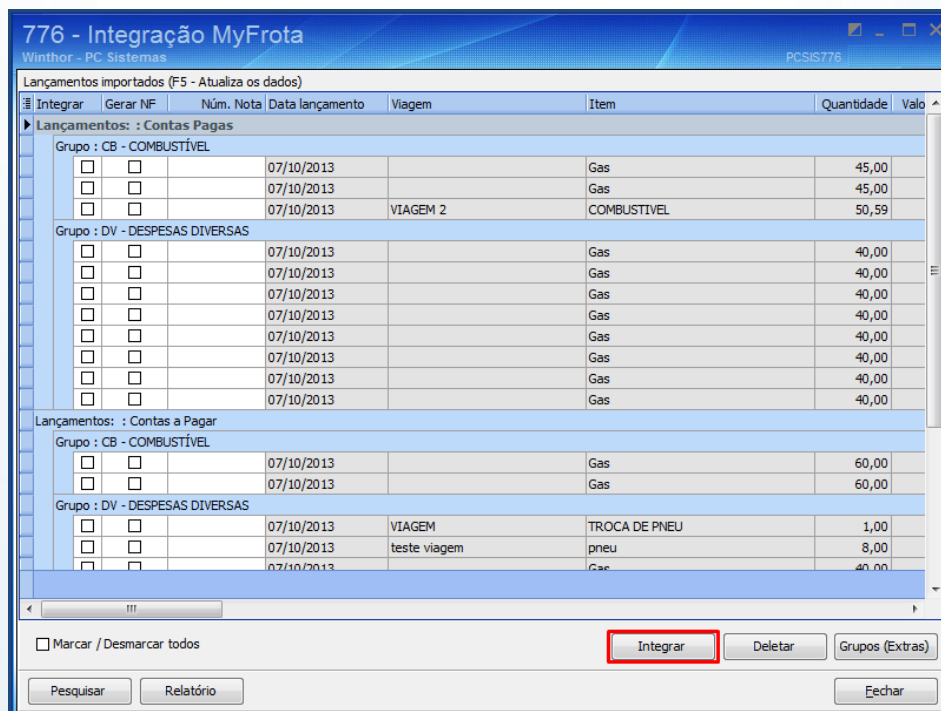 776 - Integração MyFrota
Winthor - PC Sistemas PCSIS776
Lançamentos importados (F5 - Atualiza os dados)
Integrar Gerar NF Núm. Nota Data lançamento Viagem Item Quantidade Valo
Lançamentos: : Contas Pagas
Grupo : CB - COMBUSTÍVEL
07/10/2013 Gas 45,00
07/10/2013 Gas 45,00
07/10/2013 VIAGEM 2 COMBUSTIVEL 50,59
Grupo : DV - DESPESAS DIVERSAS
07/10/2013 Gas 40,00
07/10/2013 Gas 40,00
07/10/2013 Gas 40,00
07/10/2013 Gas 40,00
07/10/2013 Gas 40,00
07/10/2013 Gas 40,00
07/10/2013 Gas 40,00
07/10/2013 Gas 40,00
Lançamentos: : Contas a Pagar
Grupo : CB - COMBUSTÍVEL
07/10/2013 Gas 60,00
07/10/2013 Gas 60,00
Grupo : DV - DESPESAS DIVERSAS
07/10/2013 VIAGEM TROCA DE PNEU 1,00
07/10/2013 teste viagem pneu 8,00
07/10/2013 Gas 40,00
Marcar / Desmarcar todos Integrar Deletar Grupos (Extras)
Pesquisar Relatório Fechar